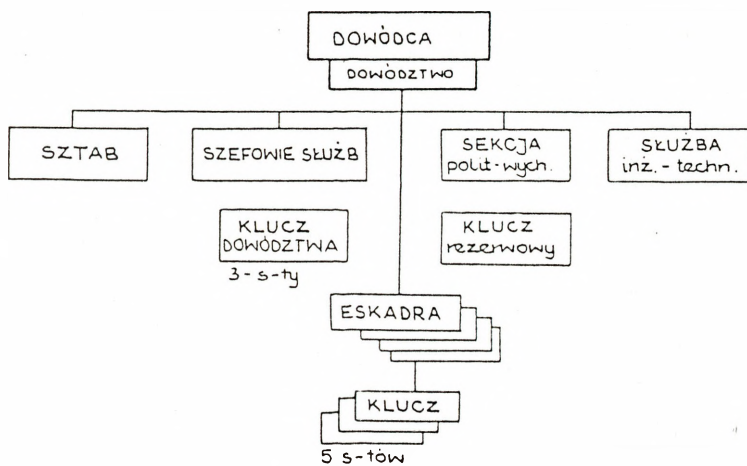 DOWÓDCA
DOWÓDZTWO
SZTAB
SZEFOWIE SŁUŻB
SEKCJA
polit-wych.
SŁUŻBA
inż.-techn.
KLUCZ
DOWÓDZTWA
3-s-ty
KLUCZ
rezerwowy
ESKADRA
KLUCZ
5 s-tów